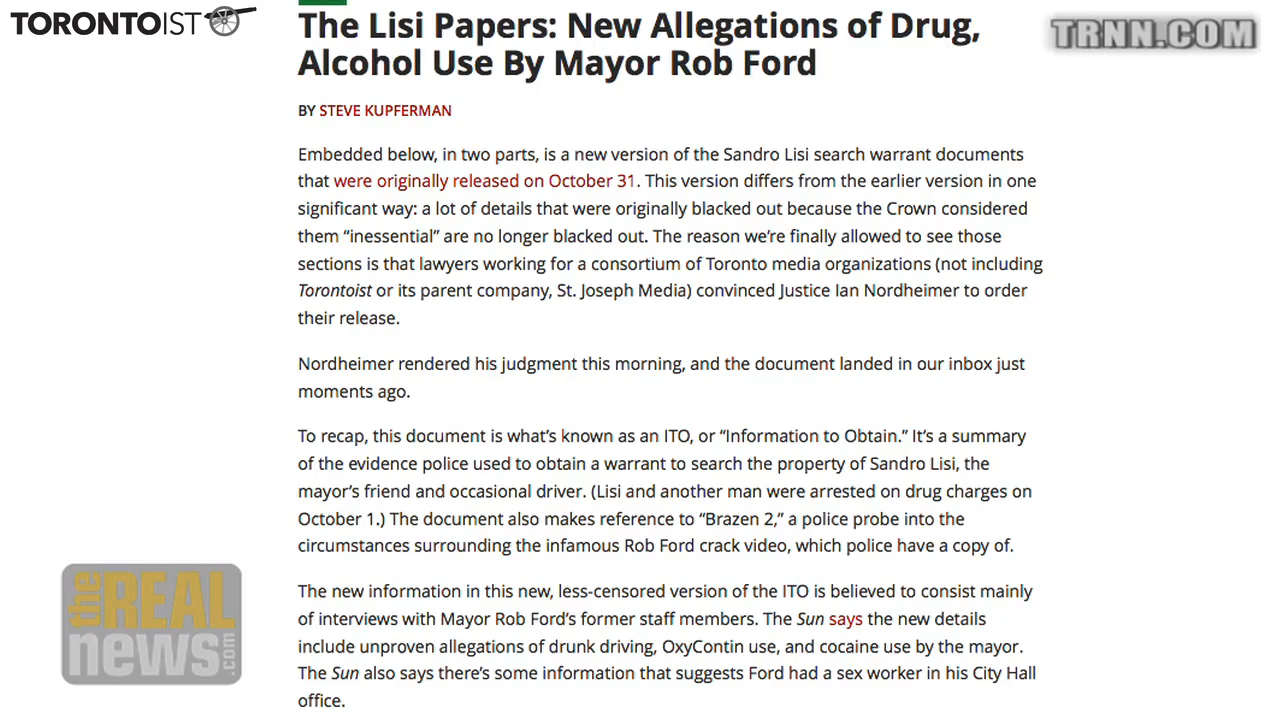 TORONTOIST
TRNN.COM
The Lisi Papers: New Allegations of Drug,
Alcohol Use By Mayor Rob Ford
BY STEVE KUPFERMAN
Embedded below, in two parts, is a new version of the Sandro Lisi search warrant documents
that were originally released on October 31. This version differs from the earlier version in one
significant way: a lot of details that were originally blacked out because the Crown considered
them “inessential” are no longer blacked out. The reason we’re finally allowed to see those
sections is that lawyers working for a consortium of Toronto media organizations (not including
Torontoist or its parent company, St. Joseph Media) convinced Justice Ian Nordheimer to order
their release.
Nordheimer rendered his judgment this morning, and the document landed in our inbox just
moments ago.
To recap, this document is what’s known as an ITO, or “Information to Obtain.” It’s a summary
of the evidence police used to obtain a warrant to search the property of Sandro Lisi, the
mayor’s friend and occasional driver. (Lisi and another man were arrested on drug charges on
October 1.) The document also makes reference to “Brazen 2,” a police probe into the
circumstances surrounding the infamous Rob Ford crack video, which police have a copy of.
The new information in this new, less-censored version of the ITO is believed to consist mainly
of interviews with Mayor Rob Ford’s former staff members. The Sun says the new details
include unproven allegations of drunk driving, OxyContin use, and cocaine use by the mayor.
The Sun also says there’s some information that suggests Ford had a sex worker in his City Hall
office.
the REAL
news.com